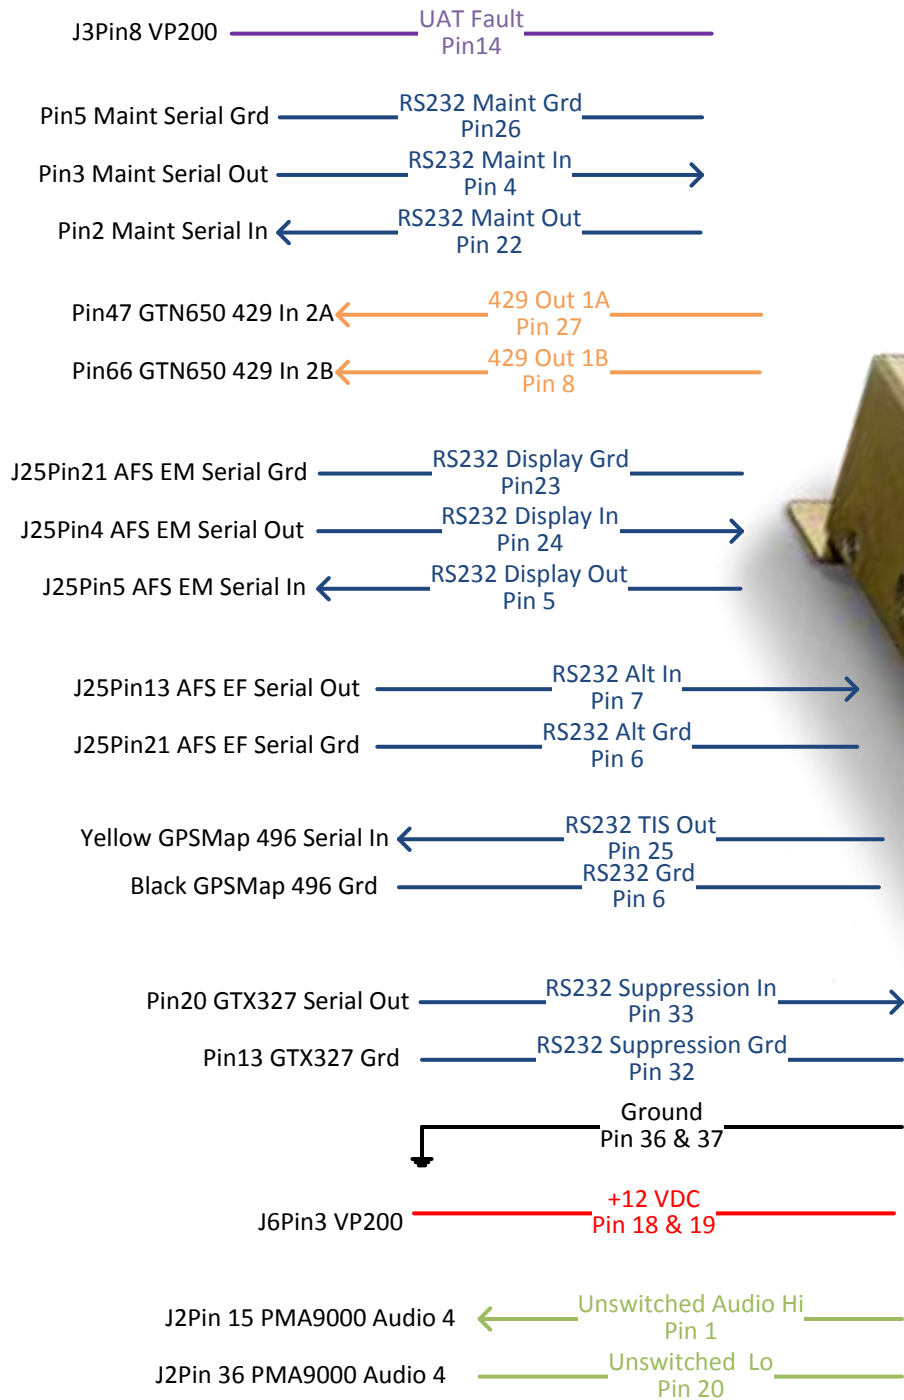 J3Pin8 VP200
UAT Fault
Pin14
Pin5 Maint Serial Grd
RS232 Maint Grd
Pin26
Pin3 Maint Serial Out
RS232 Maint In
Pin 4
Pin2 Maint Serial In
RS232 Maint Out
Pin 22
Pin47 GTN650 429 In 2A
429 Out 1A
Pin 27
Pin66 GTN650 429 In 2B
429 Out 1B
Pin 8
J25Pin21 AFS EM Serial Grd
RS232 Display Grd
Pin23
J25Pin4 AFS EM Serial Out
RS232 Display In
Pin 24
J25Pin5 AFS EM Serial In
RS232 Display Out
Pin 5
J25Pin13 AFS EF Serial Out
RS232 Alt In
Pin 7
J25Pin21 AFS EF Serial Grd
RS232 Alt Grd
Pin 6
Yellow GPSMap 496 Serial In
RS232 TIS Out
Pin 25
Black GPSMap 496 Grd
RS232 Grd
Pin 6
Pin20 GTX327 Serial Out
RS232 Suppression In
Pin 33
Pin13 GTX327 Grd
RS232 Suppression Grd
Pin 32
Ground
Pin 36 & 37
J6Pin3 VP200
+12 VDC
Pin 18 & 19
J2Pin 15 PMA9000 Audio 4
Unswitched Audio Hi
Pin 1
J2Pin 36 PMA9000 Audio 4
Unswitched Lo
Pin 20